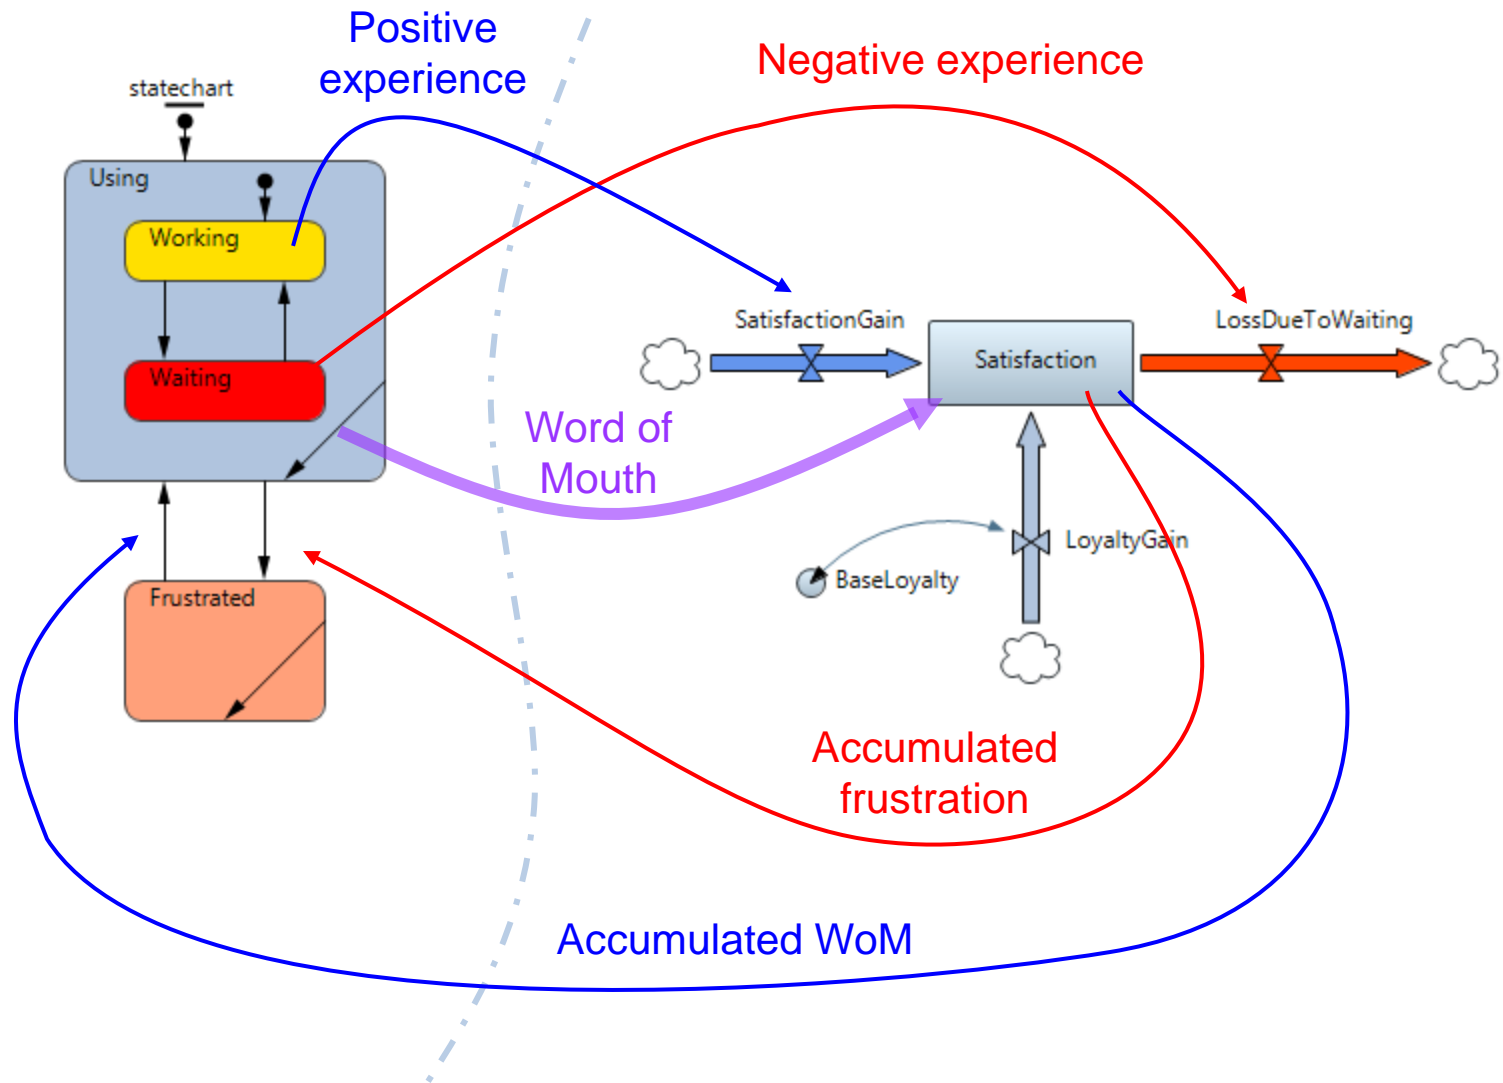 Positive
experience
Negative experience
statechart
Using
Working
Waiting
SatisfactionGain
Satisfaction
LossDueToWaiting
Word of
Mouth
LoyaltyGain
BaseLoyalty
Frustrated
Accumulated
frustration
Accumulated WoM